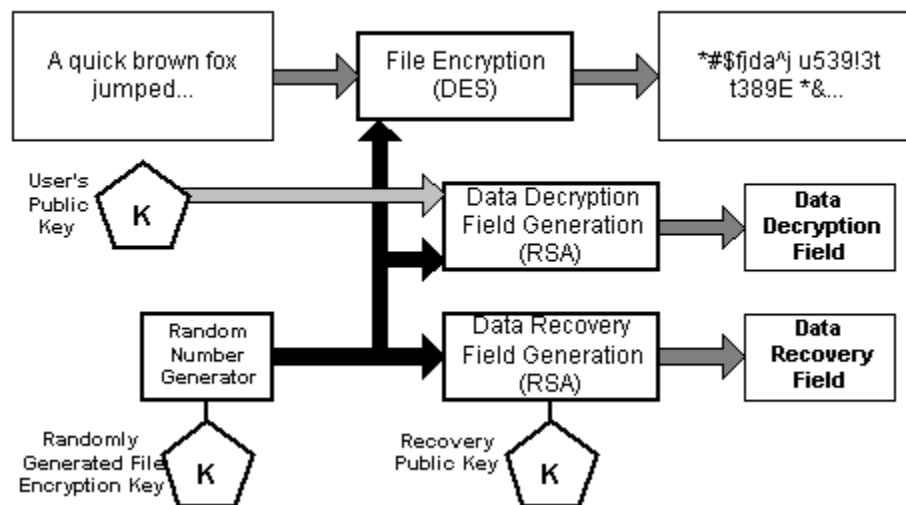 A quick brown fox
jumped...
File Encryption
(DES)
*#$fjda^j u539!3t
t389E *&...
User's
Public
Key
K
Data Decryption
Field Generation
(RSA)
Data
Decryption
Field
Random
Number
Generator
Data Recovery
Field Generation
(RSA)
Data
Recovery
Field
Randomly
Generated File
Encryption Key
K
Recovery
Public Key
K